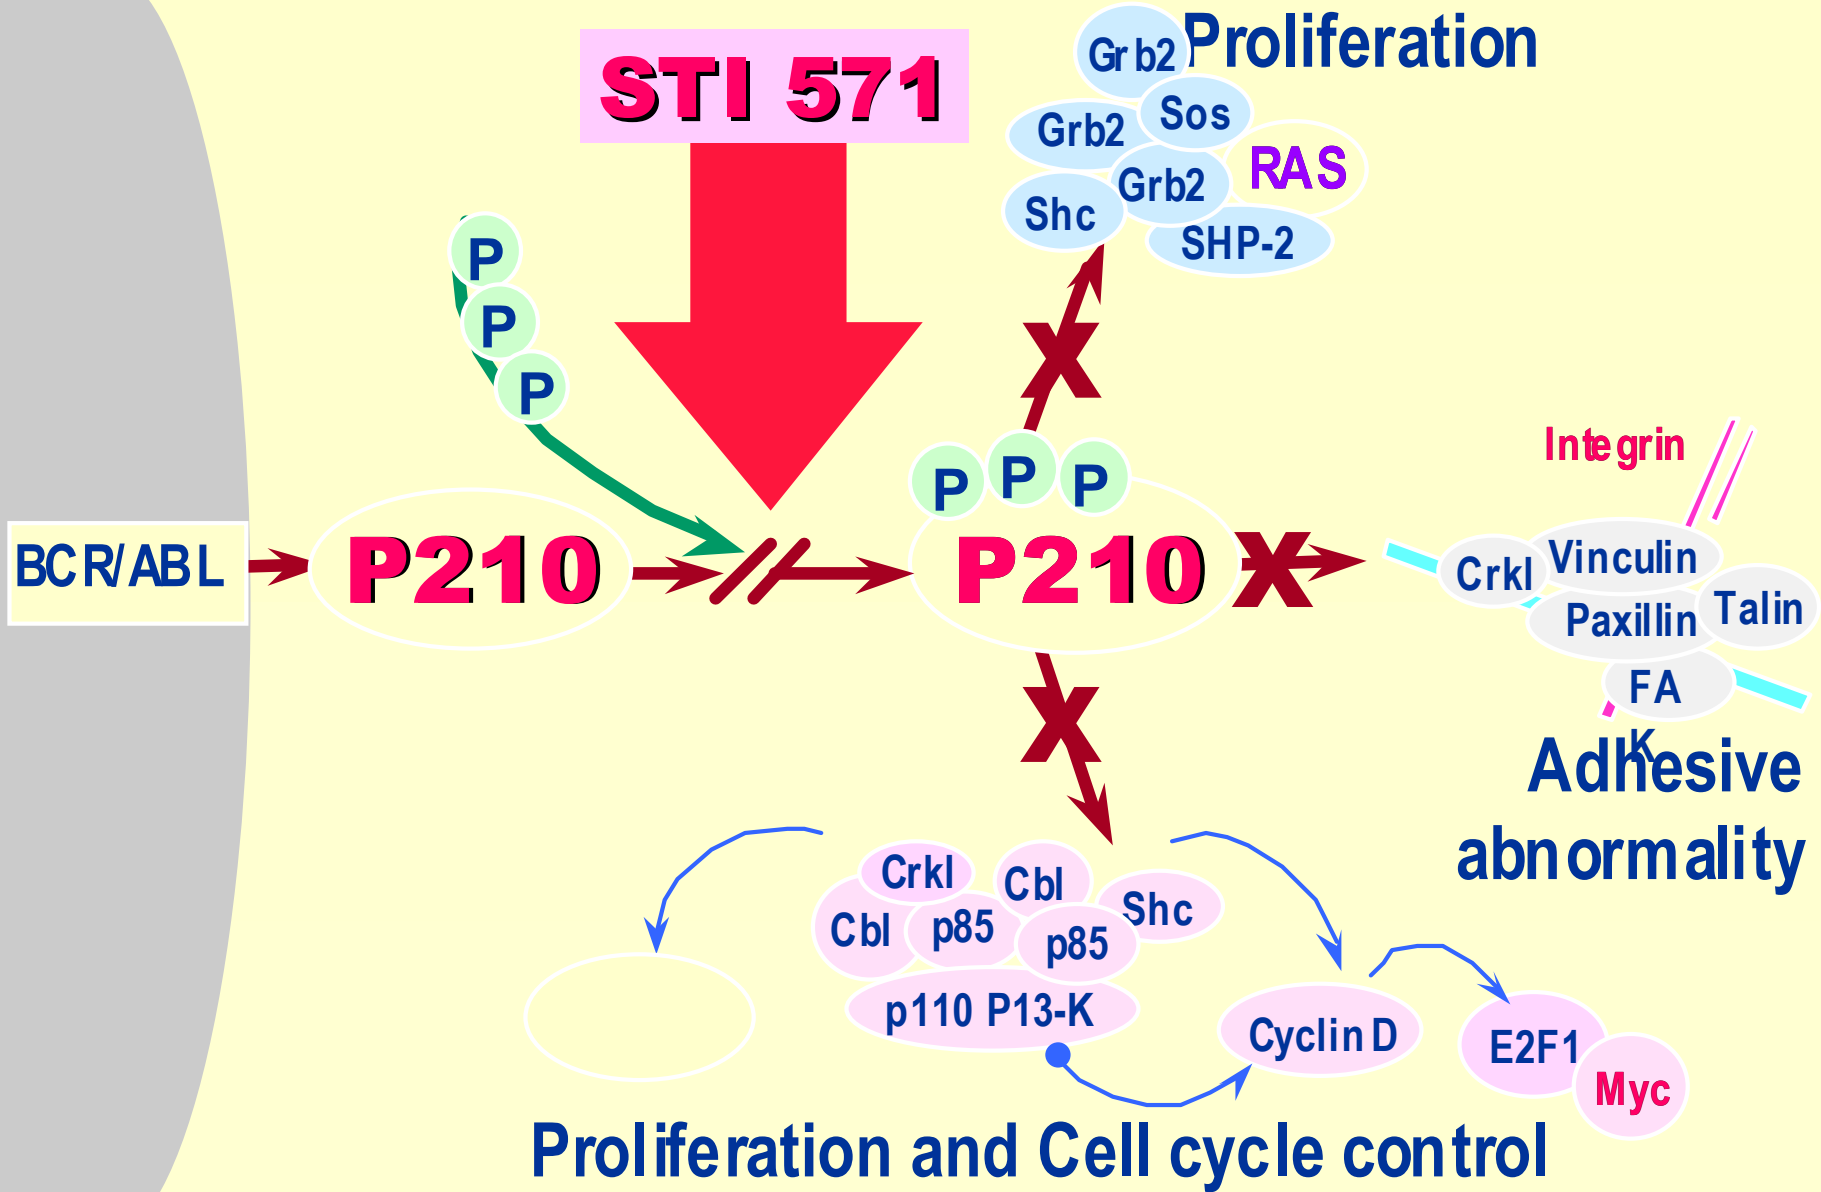 STI 571
Proliferation
Grb2
Sos
Grb2
RAS
Grb2
Shc
SHP-2
P
P
P
P
P
P
BCR/ABL
P210
P210
X
X
X
Integrin
Vinculin
Crkl
Paxillin
Talin
FA
K
Adhesive
abnormality
Crkl
Cbl
Cbl
p85
Shc
p85
p110 P13-K
Cyclin D
E2F1
Myc
Proliferation and Cell cycle control